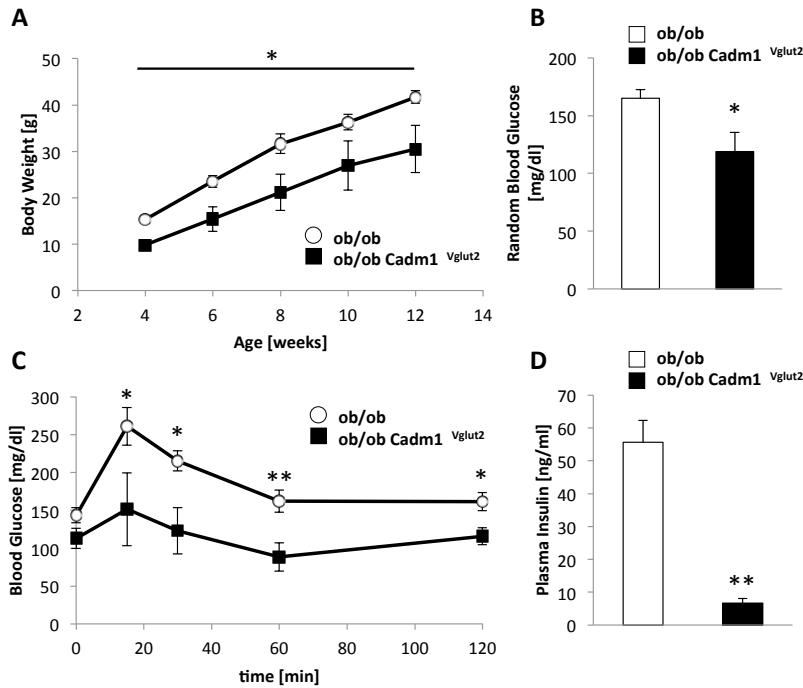 A
*
Body Weight [g]
50
40
30
20
10
0
2 4 6 8 10 12 14
Age [weeks]
ob/ob
ob/ob Cadm1 Vglut2
B
ob/ob
ob/ob Cadm1 Vglut2
Random Blood Glucose
[mg/dl]
200
150
100
50
0
*
C
Blood Glucose [mg/dl]
300
250
200
150
100
50
0
* * ** *
ob/ob
ob/ob Cadm1 Vglut2
0 20 40 60 80 100 120
time [min]
D
ob/ob
ob/ob Cadm1 Vglut2
Plasma Insulin [ng/ml]
70
60
50
40
30
20
10
0
**